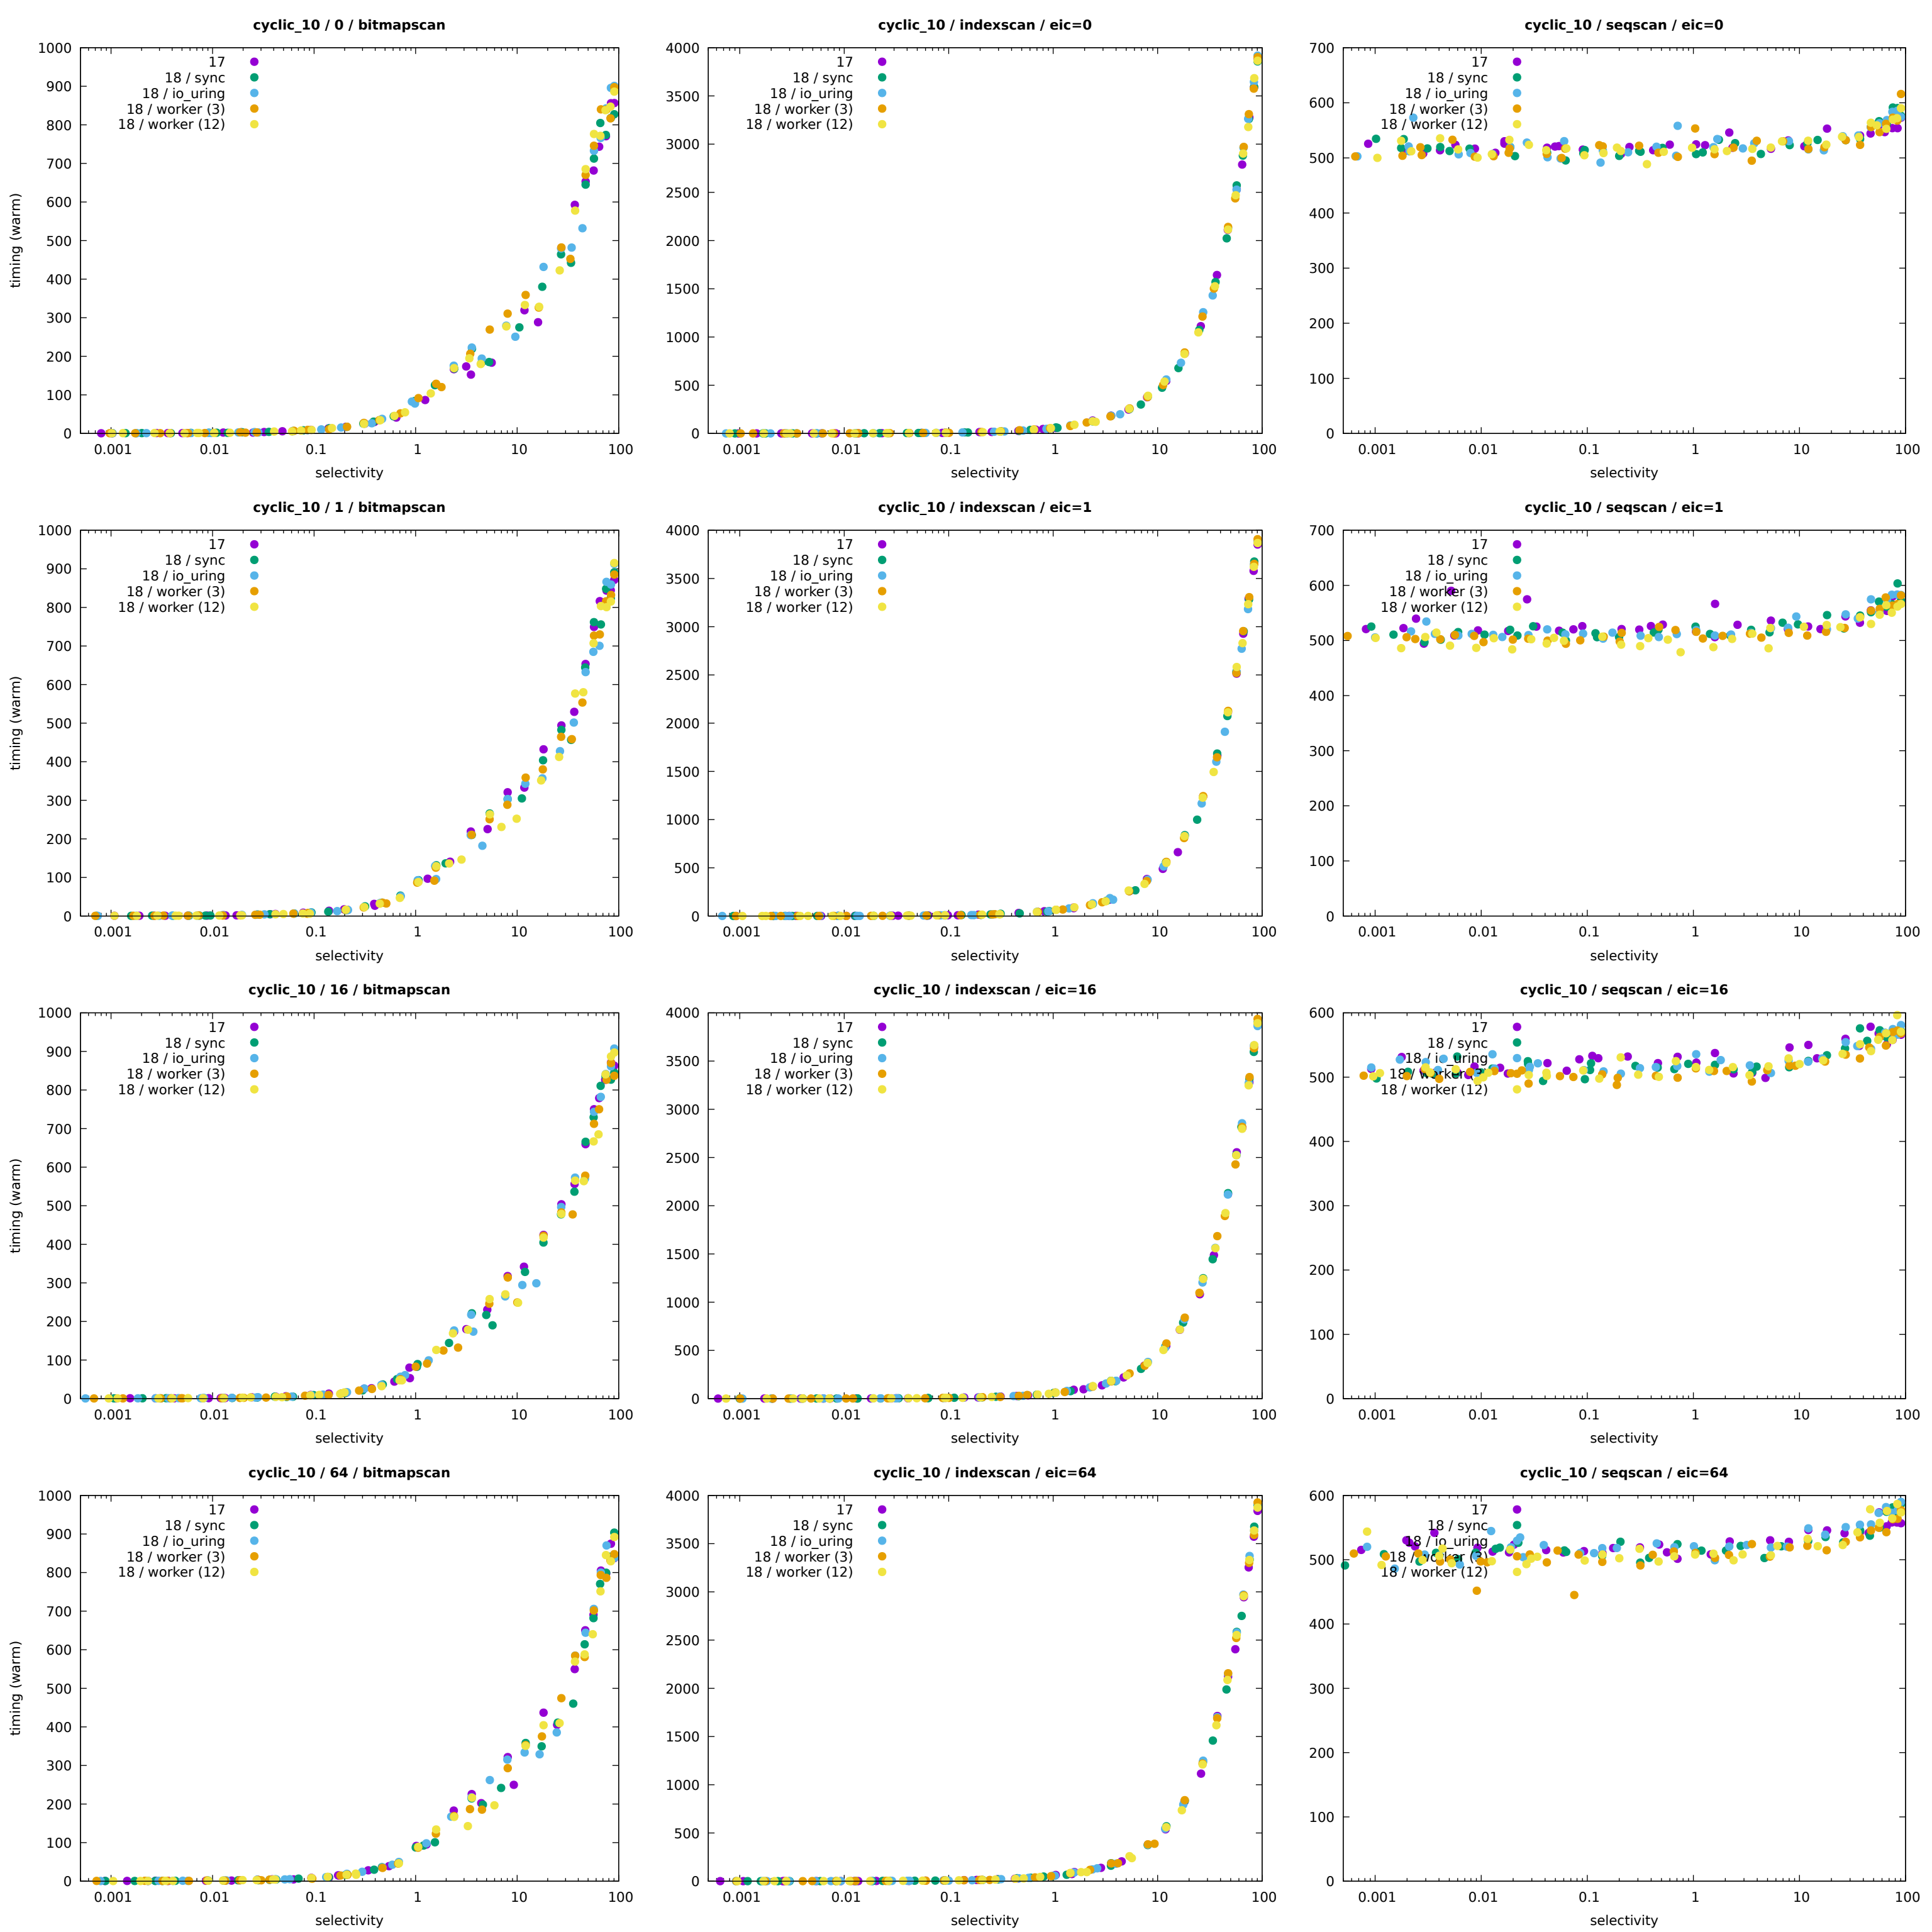 cyclic_10 / 0 / bitmapscan
timing (warm)
1000
900
800
700
600
500
400
300
200
100
0
17
18 / sync
18 / io_uring
18 / worker (3)
18 / worker (12)
0.001 0.01 0.1 1 10 100
selectivity
cyclic_10 / indexscan / eic=0
4000
3500
3000
2500
2000
1500
1000
500
0
17
18 / sync
18 / io_uring
18 / worker (3)
18 / worker (12)
0.001 0.01 0.1 1 10 100
selectivity
cyclic_10 / seqscan / eic=0
700
600
500
400
300
200
100
0
17
18 / sync
18 / io_uring
18 / worker (3)
18 / worker (12)
0.001 0.01 0.1 1 10 100
selectivity
cyclic_10 / 1 / bitmapscan
timing (warm)
1000
900
800
700
600
500
400
300
200
100
0
17
18 / sync
18 / io_uring
18 / worker (3)
18 / worker (12)
0.001 0.01 0.1 1 10 100
selectivity
cyclic_10 / indexscan / eic=1
4000
3500
3000
2500
2000
1500
1000
500
0
17
18 / sync
18 / io_uring
18 / worker (3)
18 / worker (12)
0.001 0.01 0.1 1 10 100
selectivity
cyclic_10 / seqscan / eic=1
700
600
500
400
300
200
100
0
17
18 / sync
18 / io_uring
18 / worker (3)
18 / worker (12)
0.001 0.01 0.1 1 10 100
selectivity
cyclic_10 / 16 / bitmapscan
timing (warm)
1000
900
800
700
600
500
400
300
200
100
0
17
18 / sync
18 / io_uring
18 / worker (3)
18 / worker (12)
0.001 0.01 0.1 1 10 100
selectivity
cyclic_10 / indexscan / eic=16
4000
3500
3000
2500
2000
1500
1000
500
0
17
18 / sync
18 / io_uring
18 / worker (3)
18 / worker (12)
0.001 0.01 0.1 1 10 100
selectivity
cyclic_10 / seqscan / eic=16
600
500
400
300
200
100
0
17
18 / sync
18 / io_uring
18 / worker (3)
18 / worker (12)
0.001 0.01 0.1 1 10 100
selectivity
cyclic_10 / 64 / bitmapscan
timing (warm)
1000
900
800
700
600
500
400
300
200
100
0
17
18 / sync
18 / io_uring
18 / worker (3)
18 / worker (12)
0.001 0.01 0.1 1 10 100
selectivity
cyclic_10 / indexscan / eic=64
4000
3500
3000
2500
2000
1500
1000
500
0
17
18 / sync
18 / io_uring
18 / worker (3)
18 / worker (12)
0.001 0.01 0.1 1 10 100
selectivity
cyclic_10 / seqscan / eic=64
600
500
400
300
200
100
0
17
18 / sync
18 / io_uring
18 / worker (3)
18 / worker (12)
0.001 0.01 0.1 1 10 100
selectivity